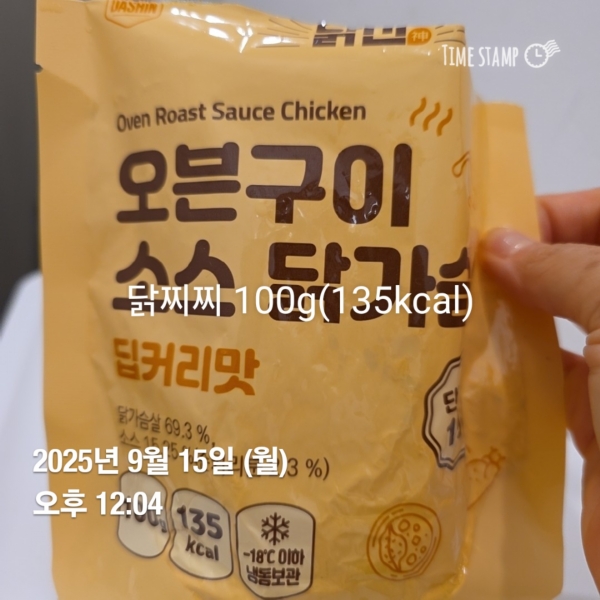 TIME STAMP
Oven Roast Sauce Chicken
오븐구이
소스 닭가슴
닭찌찌 100g(135kcal)
딥커리맛
닭가슴살 69.3 %,
2025년 9월 15일 (월)
오후 12:04
135
kcal
-18℃ 이하
냉동보관